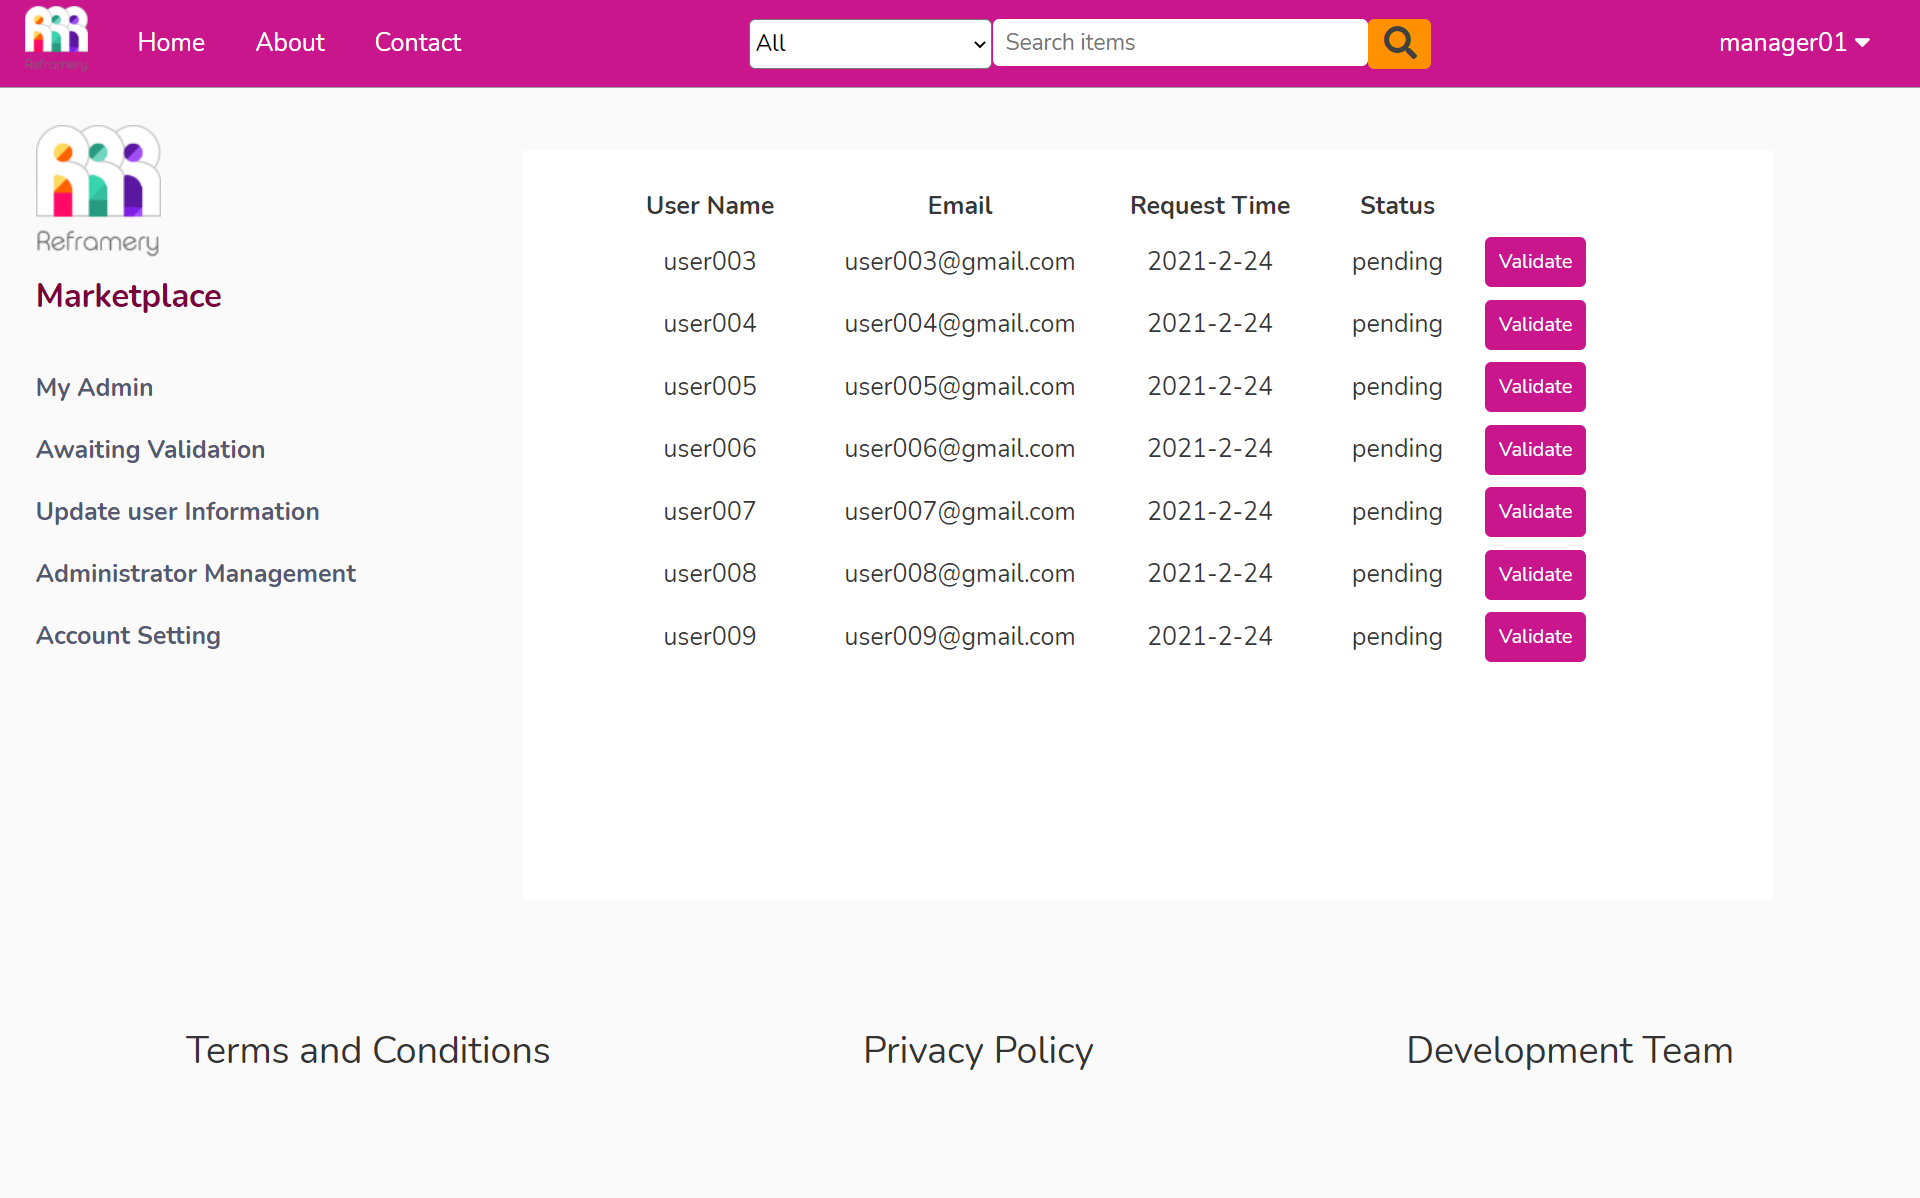 Reframery
Home About Contact All Search items manager01
Reframery
Marketplace
My Admin
Awaiting Validation
Update user Information
Administrator Management
Account Setting
User Name Email Request Time Status
user003 user003@gmail.com 2021-2-24 pending Validate
user004 user004@gmail.com 2021-2-24 pending Validate
user005 user005@gmail.com 2021-2-24 pending Validate
user006 user006@gmail.com 2021-2-24 pending Validate
user007 user007@gmail.com 2021-2-24 pending Validate
user008 user008@gmail.com 2021-2-24 pending Validate
user009 user009@gmail.com 2021-2-24 pending Validate
Terms and Conditions Privacy Policy Development Team